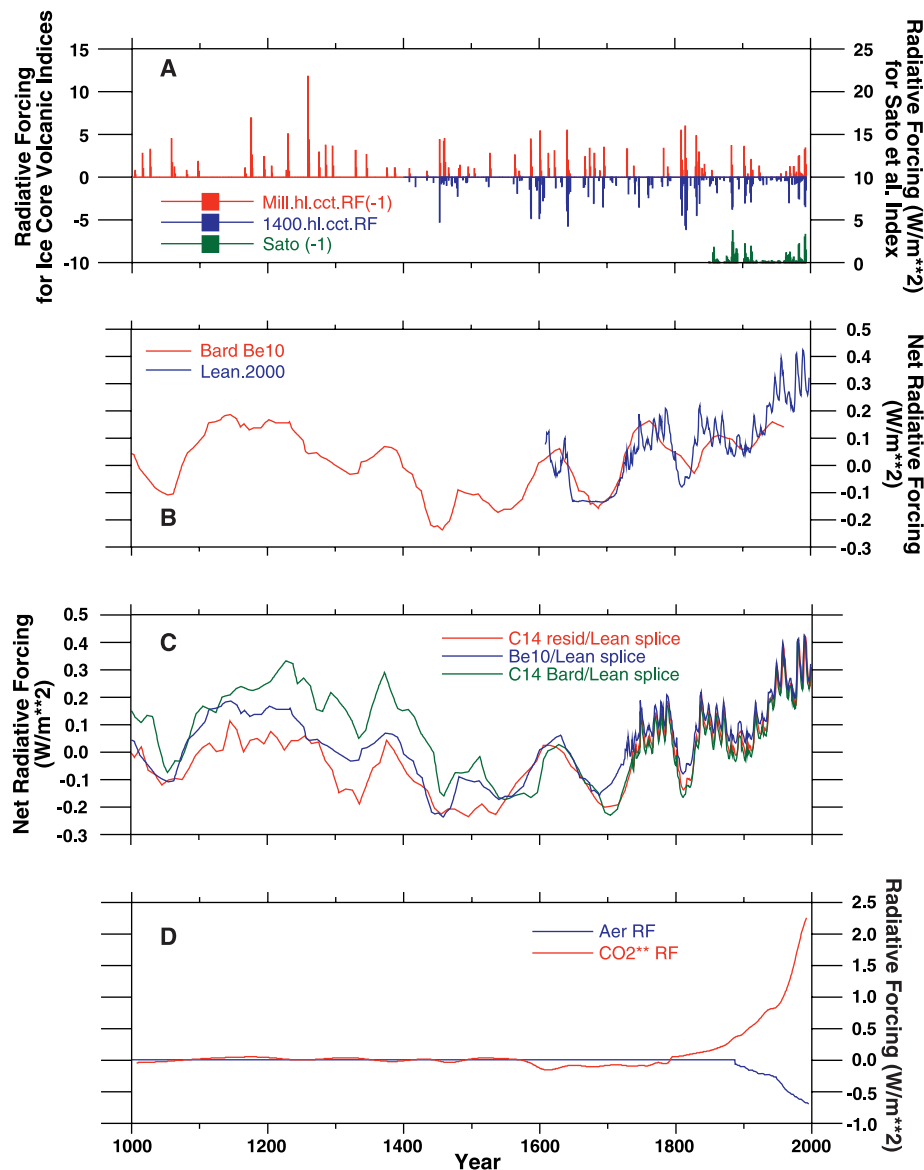 A
Radiative Forcing
for Ice Core Volcanic Indices
15
10
5
0
-5
-10
25
20
15
10
5
0
Radiative Forcing (W/m**2)
for Sato et al. Index
Mill.hl.cct.RF(-1)
1400.hl.cct.RF
Sato (-1)
Bard Be10
Lean.2000
B
0.5
0.4
0.3
0.2
0.1
0.0
-0.1
-0.2
-0.3
Net Radiative Forcing
(W/m**2)
C
Net Radiative Forcing
(W/m**2)
0.5
0.4
0.3
0.2
0.1
0.0
-0.1
-0.2
-0.3
C14 resid/Lean splice
Be10/Lean splice
C14 Bard/Lean splice
D
Aer RF
CO2** RF
2.5
2.0
1.5
1.0
0.5
0.0
-0.5
-1.0
Radiative Forcing (W/m**2)
1000 1200 1400 1600 1800 2000
Year